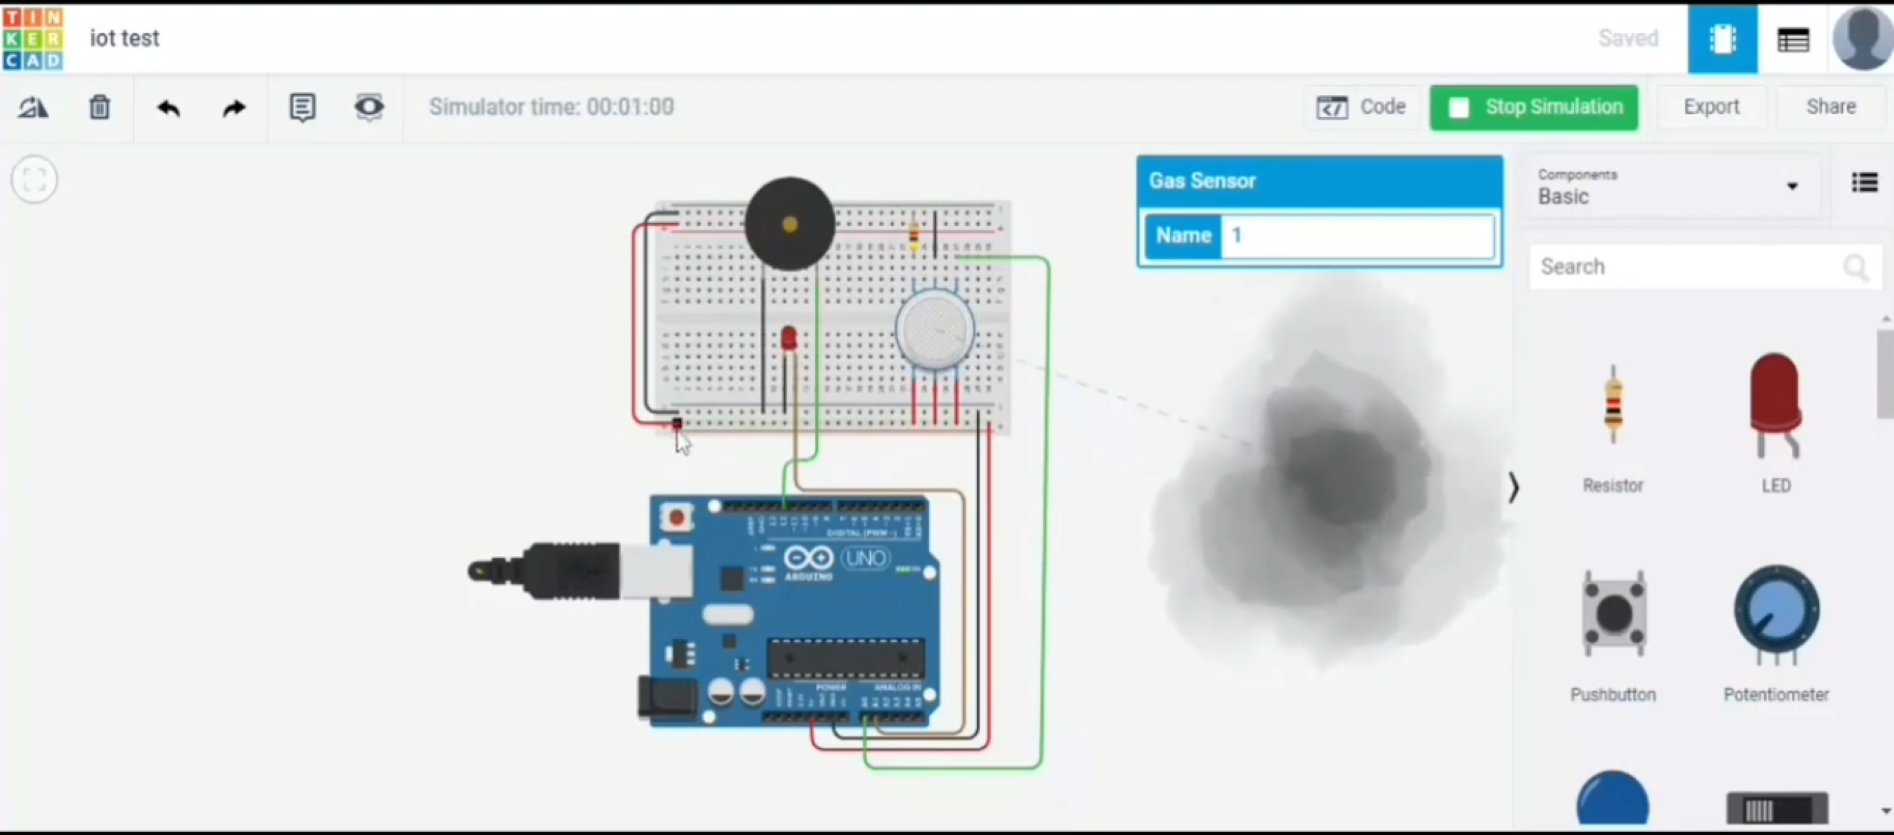 TIN
KER
CAD
iot test
Saved
Simulator time: 00:01:00
Code
Stop Simulation
Export
Share
Gas Sensor
Name 1
Components
Basic
Search
Resistor
LED
Pushbutton
Potentiometer
DIGITAL (PWM~)
UNO
ARDUINO
POWER
ANALOG IN